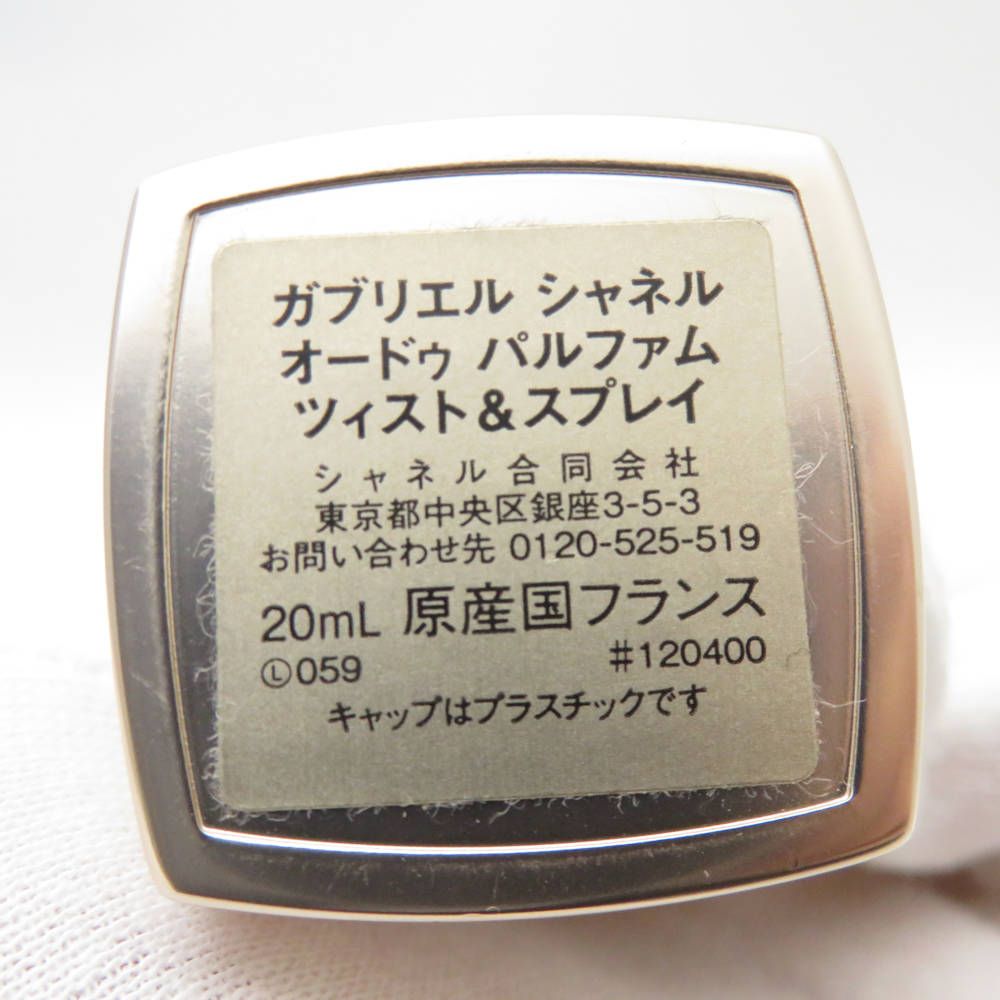 ガブリエル シャネル
オードゥ パルファム
ツィスト&スプレイ
シャネル合同会社
東京都中央区銀座3-5-3
お問い合わせ先 0120-525-519
20mL 原産国フランス
Ⓛ059 #120400
キャップはプラスチックです